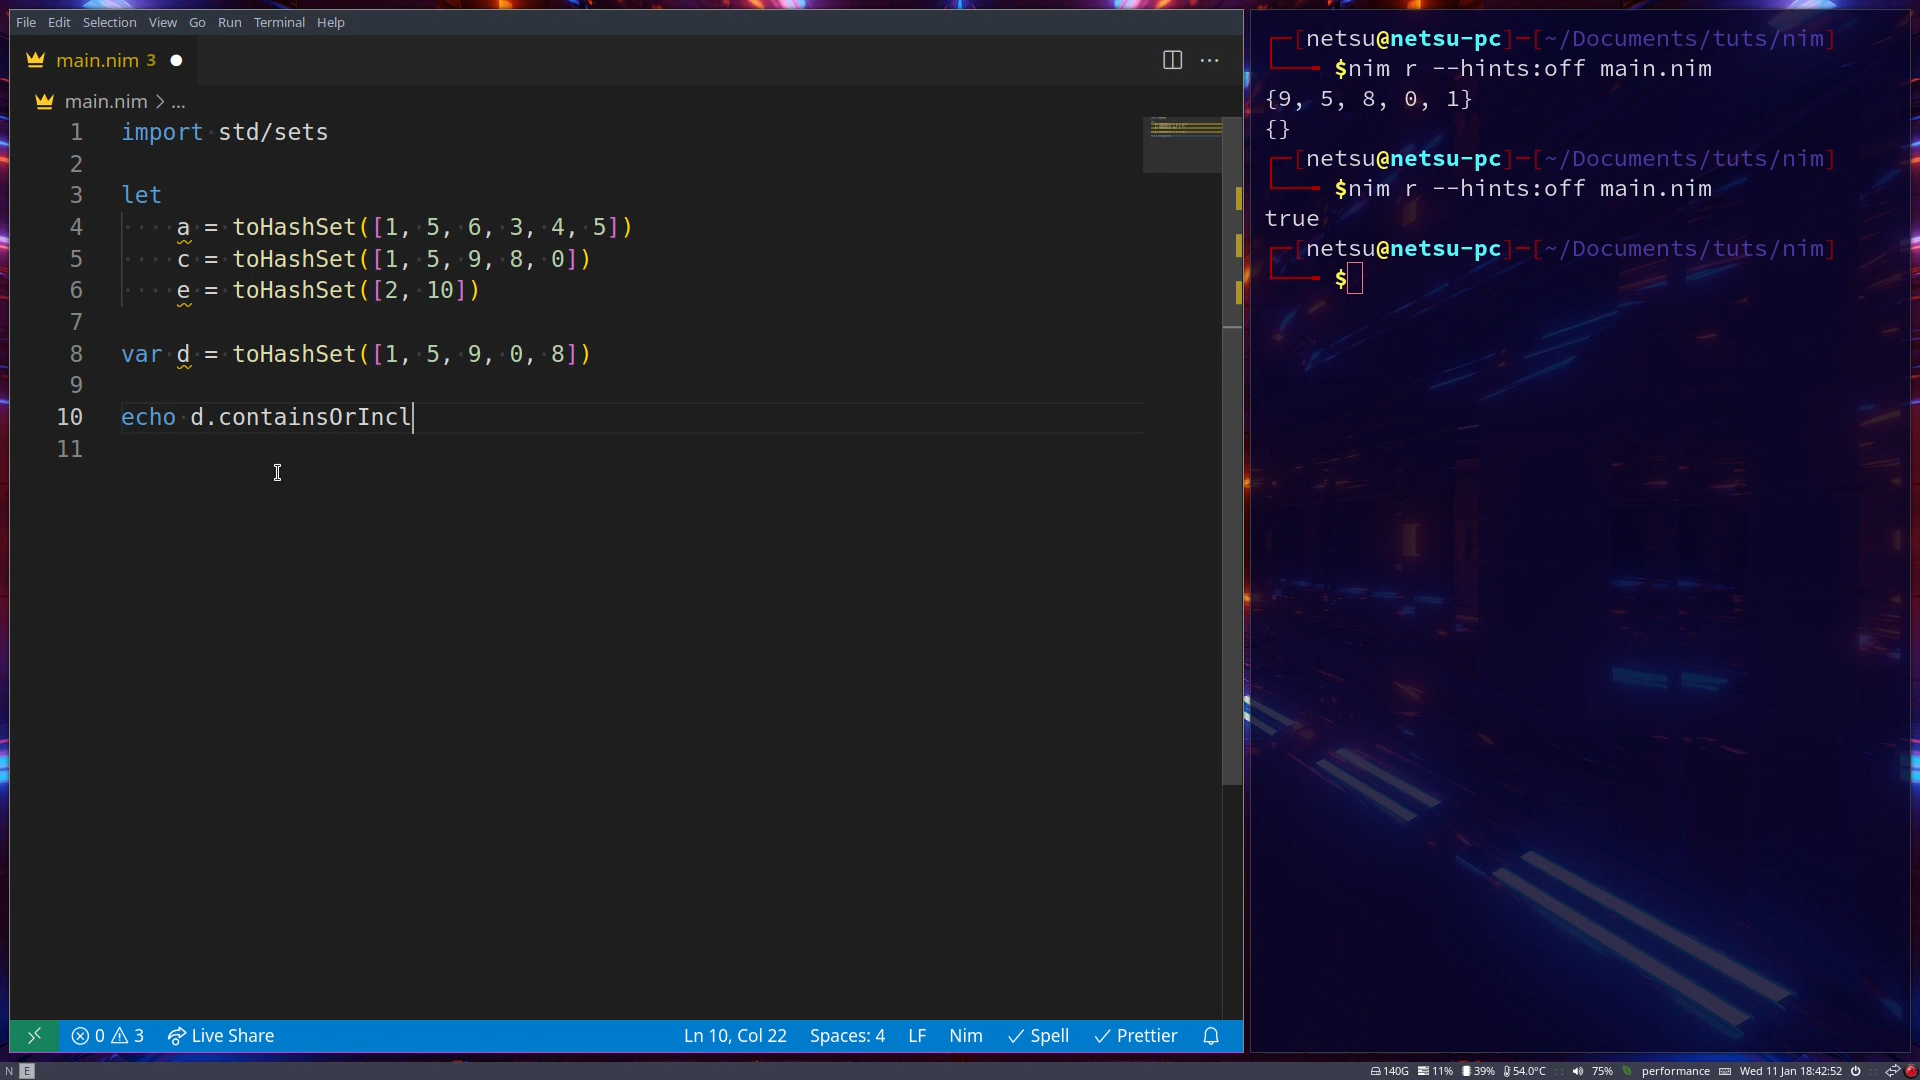 File Edit Selection View Go Run Terminal Help
main.nim 3
main.nim > ...
1 import std/sets
2
3 let
4 a = toHashSet([1, 5, 6, 3, 4, 5])
5 c = toHashSet([1, 5, 9, 8, 0])
6 e = toHashSet([2, 10])
7
8 var d = toHashSet([1, 5, 9, 0, 8])
9
10 echo d.containsOrIncl
11
0 3 Live Share Ln 10, Col 22 Spaces: 4 LF Nim Spell Prettier
[netsu@netsu-pc]-[~/Documents/tuts/nim]
$nim r --hints:off main.nim
{9, 5, 8, 0, 1}
{}
[netsu@netsu-pc]-[~/Documents/tuts/nim]
$nim r --hints:off main.nim
true
[netsu@netsu-pc]-[~/Documents/tuts/nim]
$
N E 140G 11% 39% 54.0°C 75% performance Wed 11 Jan 18:42:52